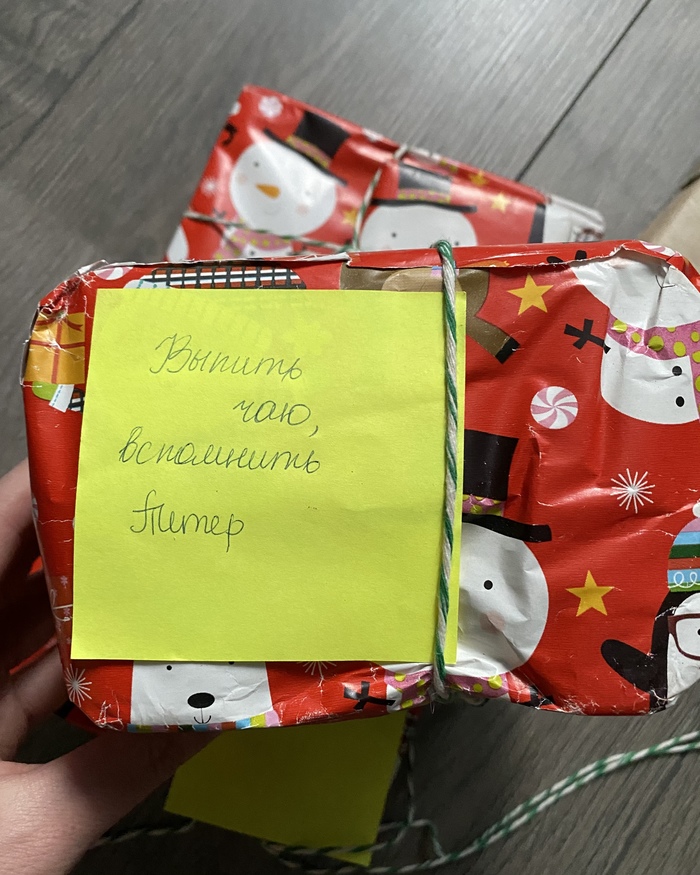 Выпить
чаю,
вспомнить
Питер